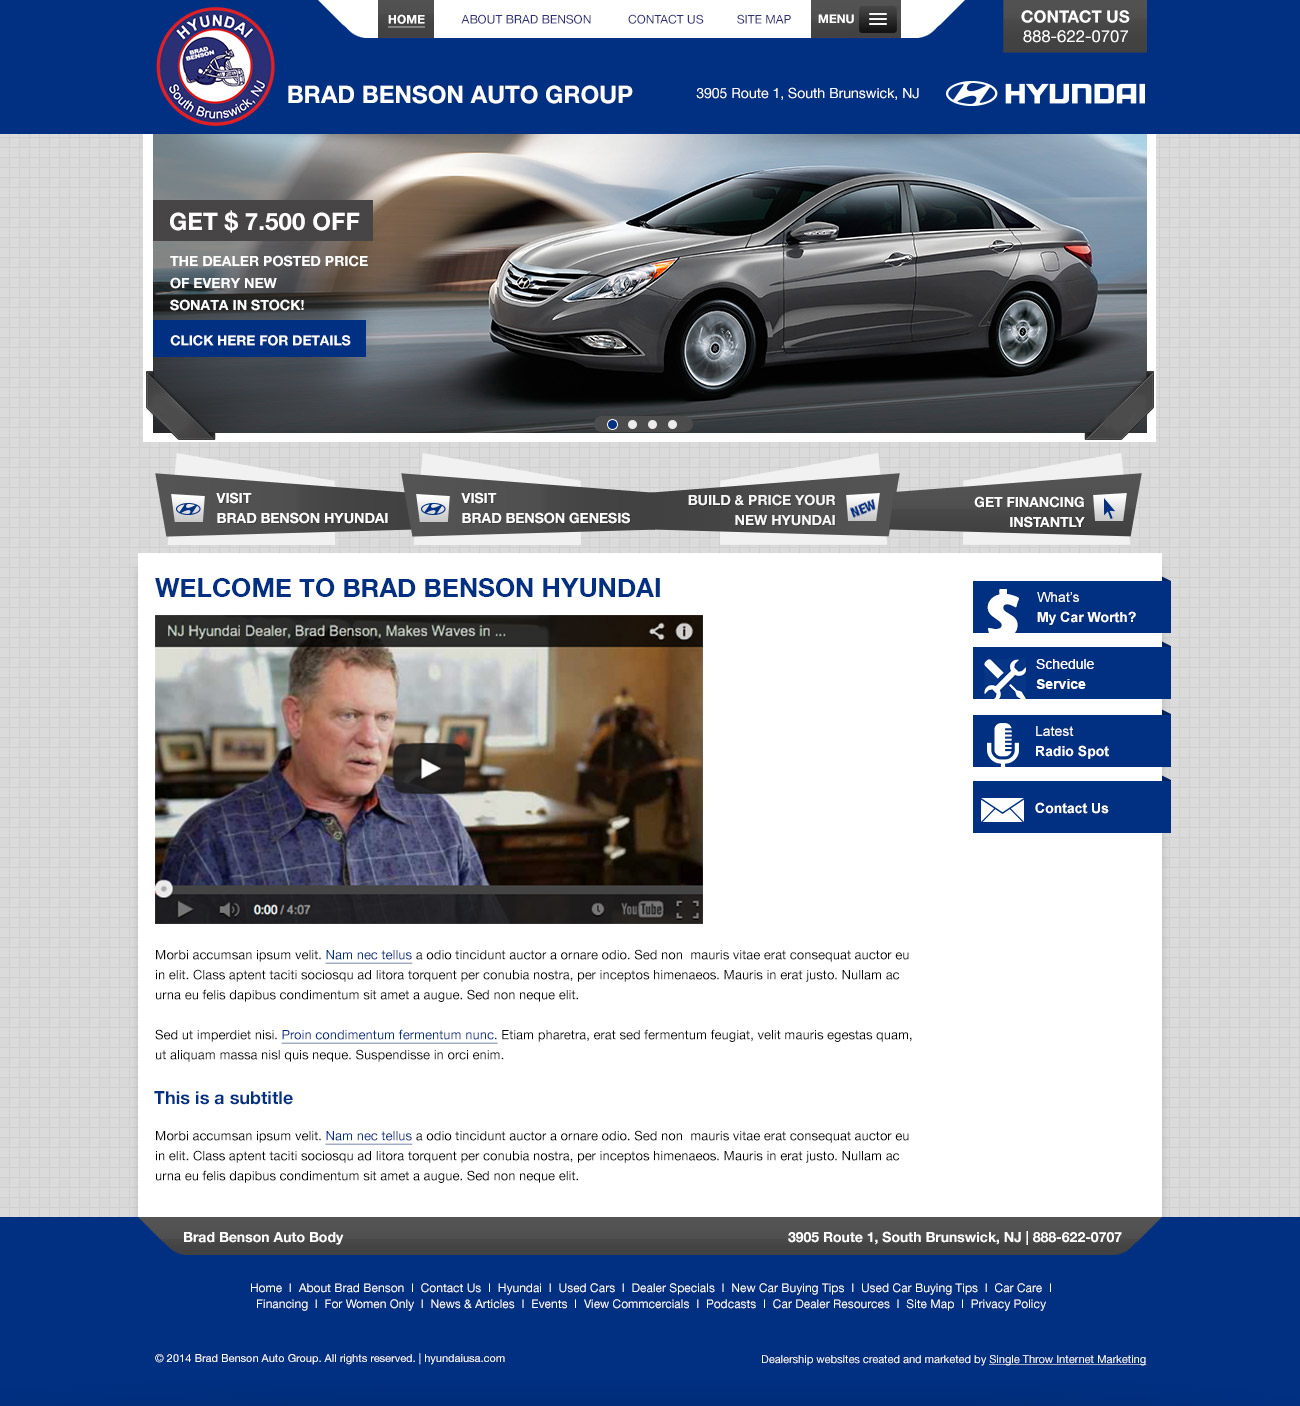 HOME
ABOUT BRAD BENSON
CONTACT US
SITE MAP
MENU
CONTACT US
888-622-0707
HYUNDAI
BRAD
BENSON
South Brunswick, NJ
BRAD BENSON AUTO GROUP
3905 Route 1, South Brunswick, NJ
HYUNDAI
GET $ 7.500 OFF
THE DEALER POSTED PRICE
OF EVERY NEW
SONATA IN STOCK!
CLICK HERE FOR DETAILS
VISIT
BRAD BENSON HYUNDAI
VISIT
BRAD BENSON GENESIS
BUILD & PRICE YOUR
NEW HYUNDAI
NEW
GET FINANCING
INSTANTLY
WELCOME TO BRAD BENSON HYUNDAI
NJ Hyundai Dealer, Brad Benson, Makes Waves in ...
0:00 / 4:07
YouTube
What's
My Car Worth?
Schedule
Service
Latest
Radio Spot
Contact Us
Morbi accumsan ipsum velit. Nam nec tellus a odio tincidunt auctor a ornare odio. Sed non  mauris vitae erat consequat auctor eu
in elit. Class aptent taciti sociosqu ad litora torquent per conubia nostra, per inceptos himenaeos. Mauris in erat justo. Nullam ac
urna eu felis dapibus condimentum sit amet a augue. Sed non neque elit.
Sed ut imperdiet nisi. Proin condimentum fermentum nunc. Etiam pharetra, erat sed fermentum feugiat, velit mauris egestas quam,
ut aliquam massa nisl quis neque. Suspendisse in orci enim.
This is a subtitle
Morbi accumsan ipsum velit. Nam nec tellus a odio tincidunt auctor a ornare odio. Sed non  mauris vitae erat consequat auctor eu
in elit. Class aptent taciti sociosqu ad litora torquent per conubia nostra, per inceptos himenaeos. Mauris in erat justo. Nullam ac
urna eu felis dapibus condimentum sit amet a augue. Sed non neque elit.
Brad Benson Auto Body
3905 Route 1, South Brunswick, NJ | 888-622-0707
Home | About Brad Benson | Contact Us | Hyundai | Used Cars | Dealer Specials | New Car Buying Tips | Used Car Buying Tips | Car Care |
Financing | For Women Only | News & Articles | Events | View Commcercials | Podcasts | Car Dealer Resources | Site Map | Privacy Policy
© 2014 Brad Benson Auto Group. All rights reserved. | hyundaiusa.com
Dealership websites created and marketed by Single Throw Internet Marketing